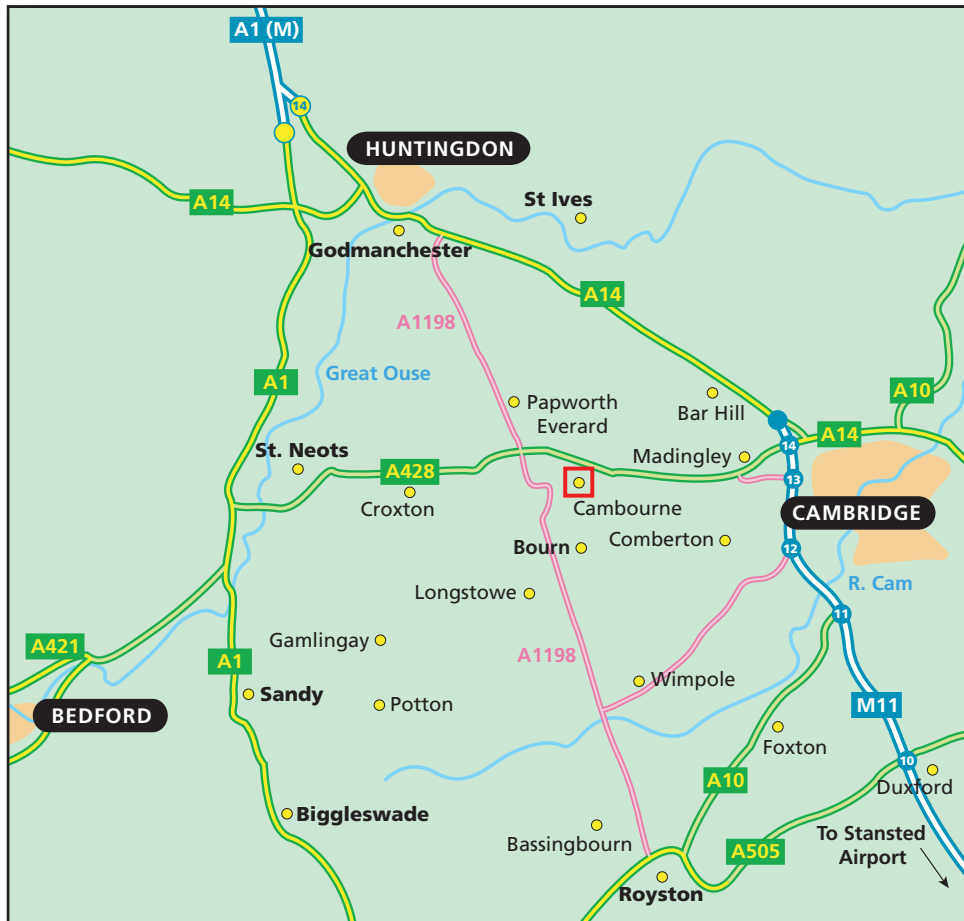 A1 (M)
14
HUNTINGDON
St Ives
A14
Godmanchester
A14
A1198
Great Ouse
A1
A10
Papworth
Everard
Bar Hill
A14
14
Madingley
St. Neots
A428
13
Croxton
Cambourne
CAMBRIDGE
Comberton
12
Bourn
R. Cam
Longstowe
11
Gamlingay
A421
A1
A1198
Sandy
Wimpole
M11
BEDFORD
Potton
Foxton
10
A10
Duxford
Biggleswade
Bassingbourn
A505
To Stansted
Airport
Royston